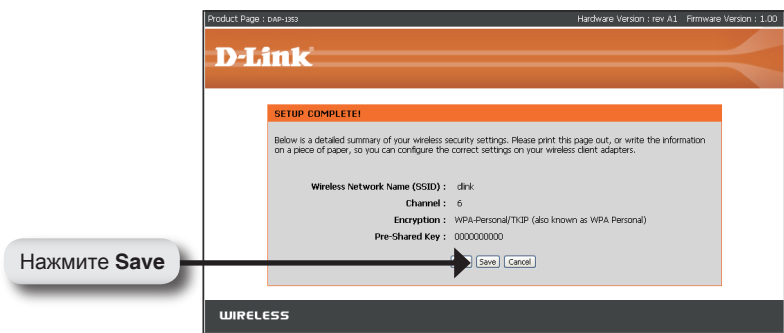 Product Page : DAP-1353 Hardware Version : rev A1 Firmware Version : 1.00
D-Link
SETUP COMPLETE!
Below is a detailed summary of your wireless security settings. Please print this page out, or write the information
on a piece of paper, so you can configure the correct settings on your wireless client adapters.
Wireless Network Name (SSID) : dlink
Channel : 6
Encryption : WPA-Personal/TKIP (also known as WPA Personal)
Pre-Shared Key : 0000000000
Нажмите Save
Save Cancel
WIRELESS